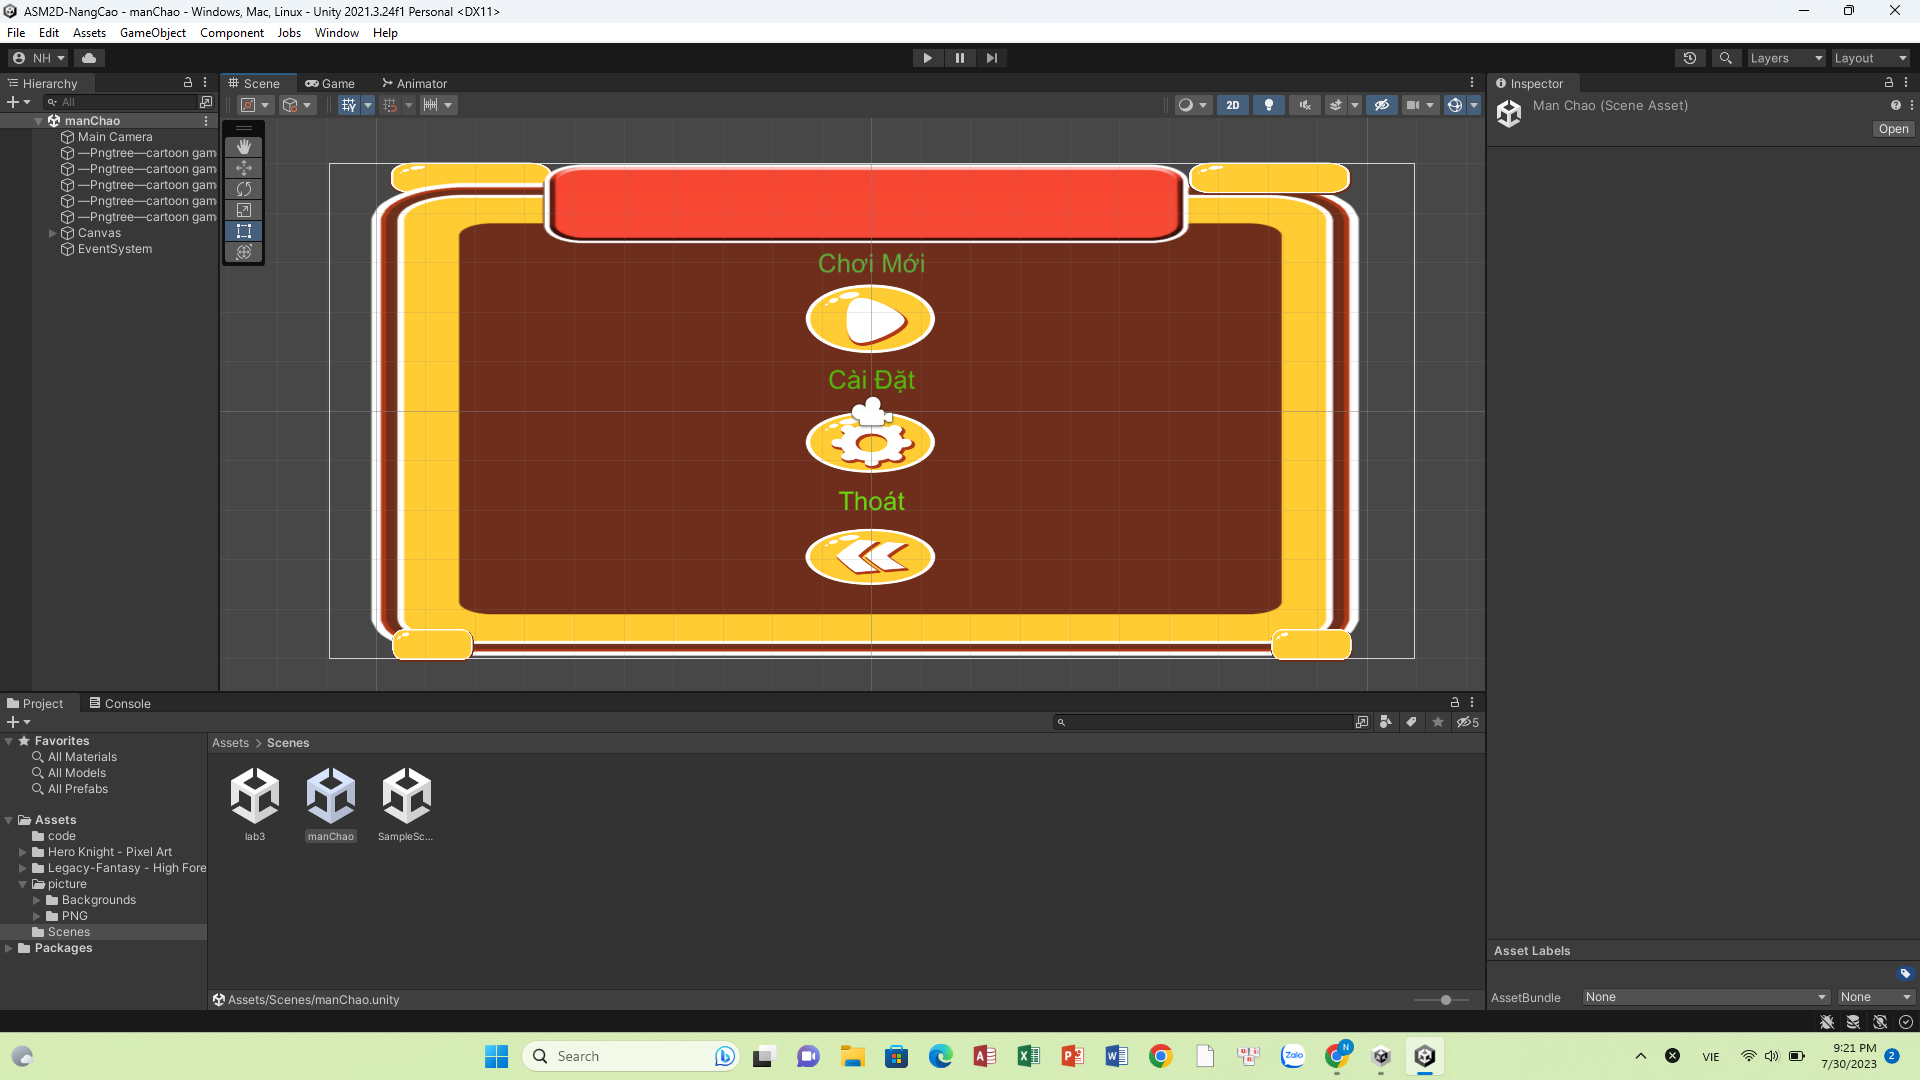 ASM2D-NangCao - manChao - Windows, Mac, Linux - Unity 2021.3.24f1 Personal <DX11>
File Edit Assets GameObject Component Jobs Window Help
NH Layers Layout
Hierarchy
All
manChao
Main Camera
—Pngtree—cartoon gam
—Pngtree—cartoon gam
—Pngtree—cartoon gam
—Pngtree—cartoon gam
—Pngtree—cartoon gam
Canvas
EventSystem
Scene Game Animator
2D
Chơi Mới
Cài Đặt
Thoát
Inspector
Man Chao (Scene Asset)
Open
Project Console
5
Favorites
All Materials
All Models
All Prefabs
Assets
code
Hero Knight - Pixel Art
Legacy-Fantasy - High Fore
picture
Backgrounds
PNG
Scenes
Packages
Assets > Scenes
lab3 manChao SampleSc...
Assets/Scenes/manChao.unity
Asset Labels
AssetBundle None None
Search
Zalo
N
VIE
9:21 PM
7/30/2023
2